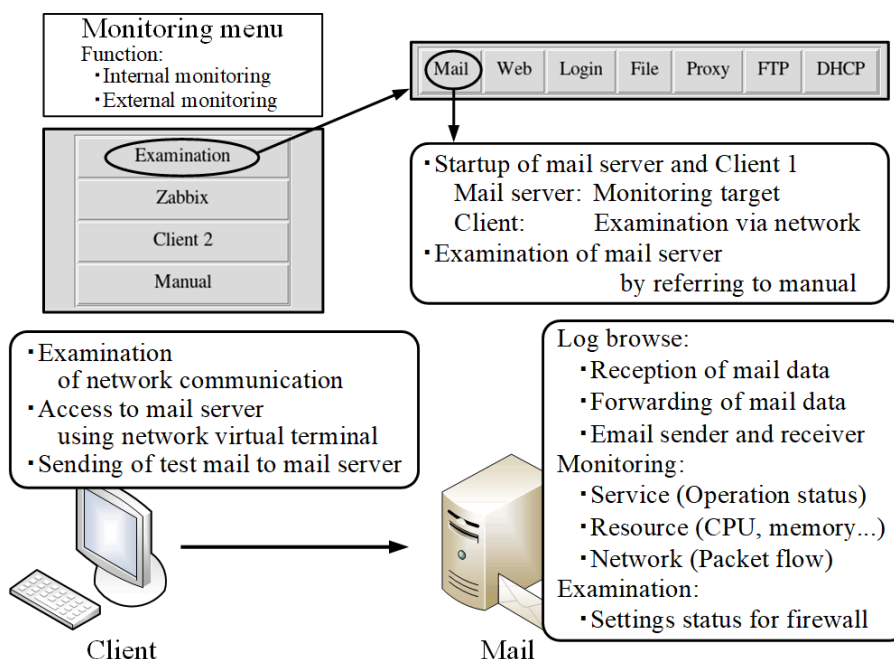 Monitoring menu
Function:
・Internal monitoring
・External monitoring
Mail Web Login File Proxy FTP DHCP
Examination
Zabbix
Client 2
Manual
・Startup of mail server and Client 1
Mail server: Monitoring target
Client: Examination via network
・Examination of mail server
by referring to manual
・Examination
of network communication
・Access to mail server
using network virtual terminal
・Sending of test mail to mail server
Log browse:
・Reception of mail data
・Forwarding of mail data
・Email sender and receiver
Monitoring:
・Service (Operation status)
・Resource (CPU, memory...)
・Network (Packet flow)
Examination:
・Settings status for firewall
Client
Mail